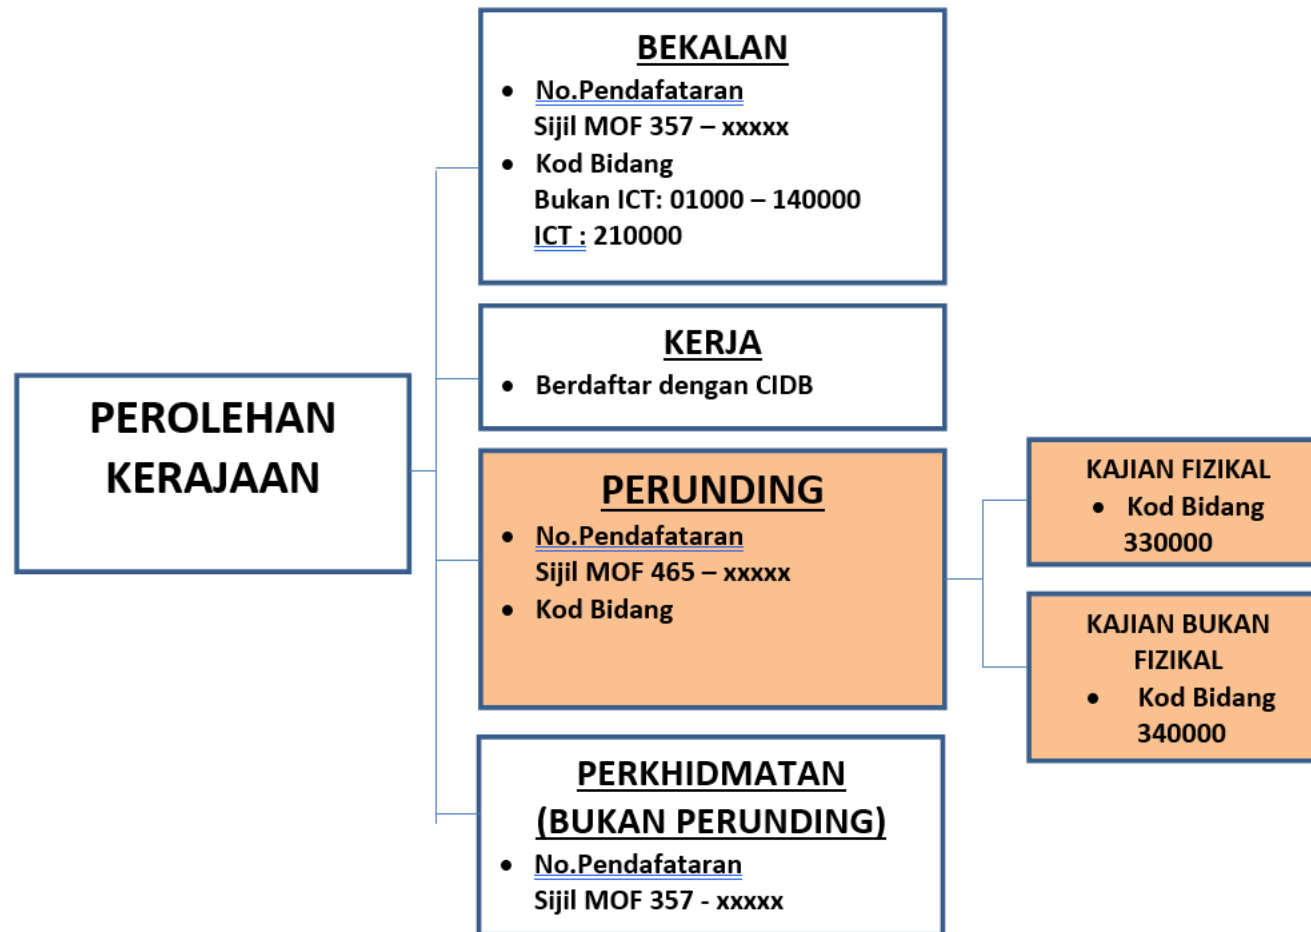 PEROLEHAN
KERAJAAN
BEKALAN
• No.Pendafataran
Sijil MOF 357 – xxxxx
• Kod Bidang
Bukan ICT: 01000 – 140000
ICT : 210000
KERJA
• Berdaftar dengan CIDB
PERUNDING
• No.Pendafataran
Sijil MOF 465 – xxxxx
• Kod Bidang
KAJIAN FIZIKAL
• Kod Bidang
330000
KAJIAN BUKAN
FIZIKAL
• Kod Bidang
340000
PERKHIDMATAN
(BUKAN PERUNDING)
• No.Pendafataran
Sijil MOF 357 - xxxxx